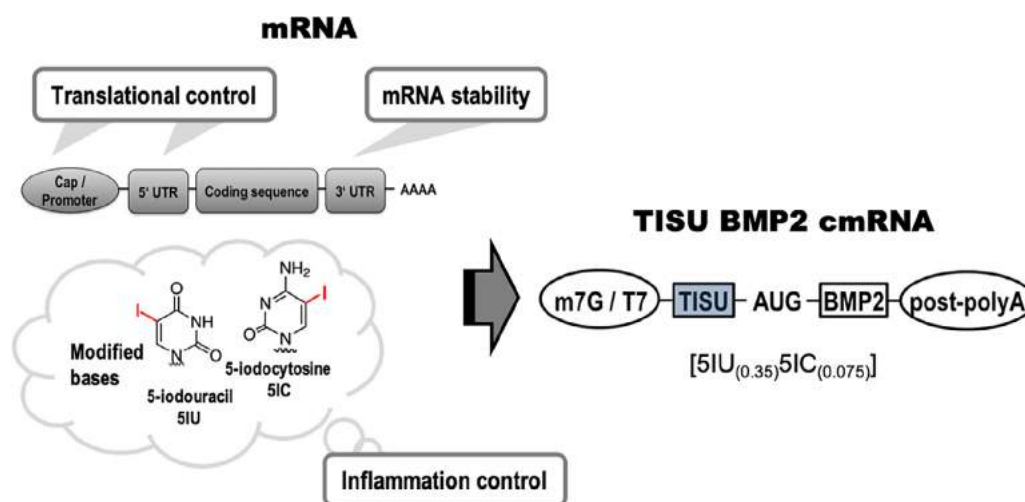 mRNA
Translational control
mRNA stability
Cap /
Promoter
5' UTR
Coding sequence
3' UTR
AAAA
TISU BMP2 cmRNA
m7G / T7
TISU
AUG
BMP2
post-polyA
[5IU(0.35)5IC(0.075)]
NH2
I
N
O
N
I
O
NH
N
O
Modified
bases
5-iodocytosine
5IC
5-iodouracil
5IU
Inflammation control